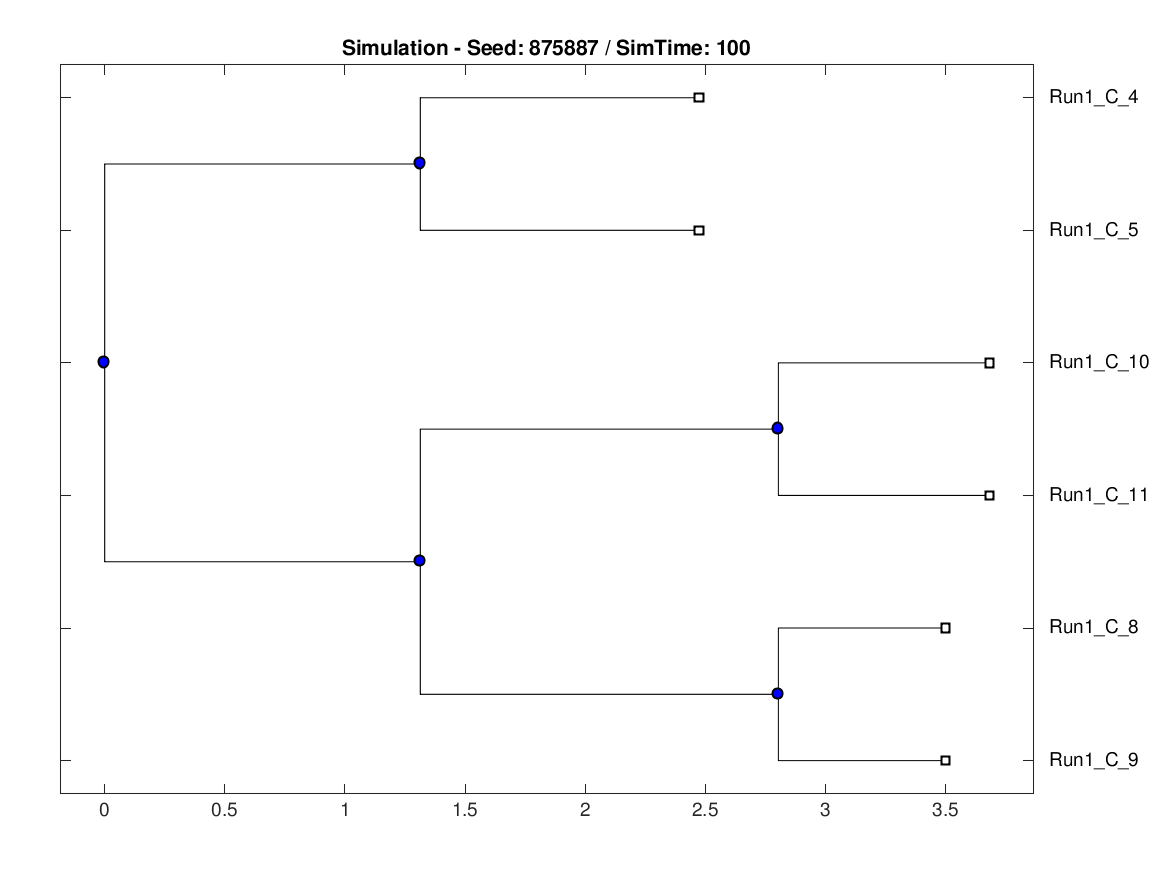 Simulation - Seed: 875887 / SimTime: 100
Run1_C_4
Run1_C_5
Run1_C_10
Run1_C_11
Run1_C_8
Run1_C_9
0 0.5 1 1.5 2 2.5 3 3.5